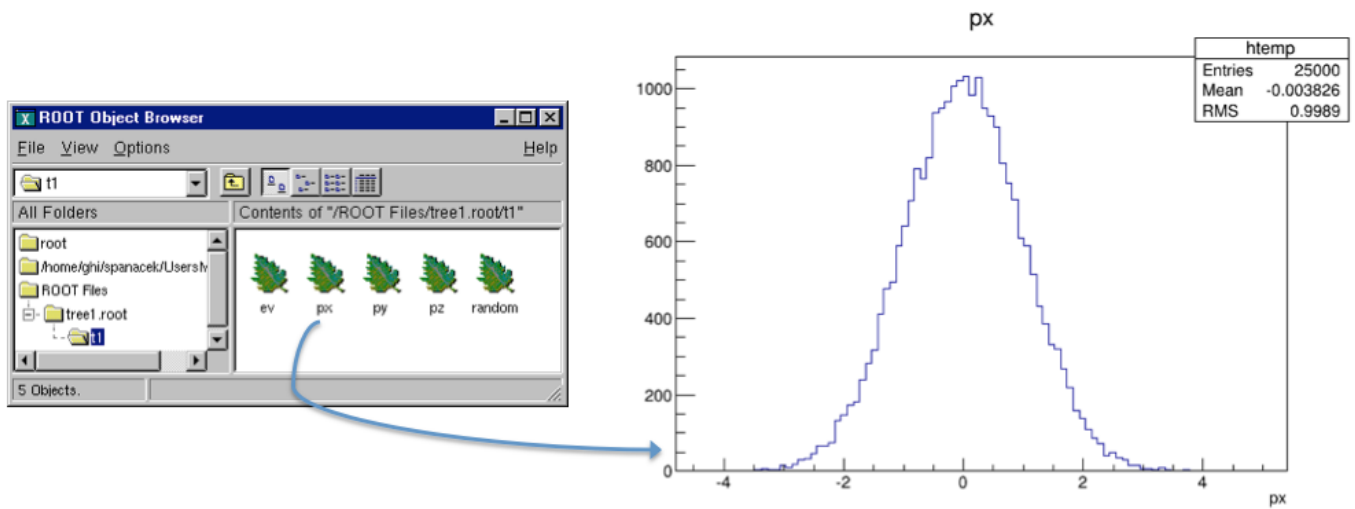 ROOT Object Browser
File View Options Help
t1
All Folders
Contents of "/ROOT Files/tree1.root/t1"
root
/home/ghi/spanacek/Users/v
ROOT Files
tree1.root
t1
ev px py pz random
5 Objects.
px
htemp
Entries 25000
Mean -0.003826
RMS 0.9989
1000
800
600
400
200
0
-4 -2 0 2 4
px